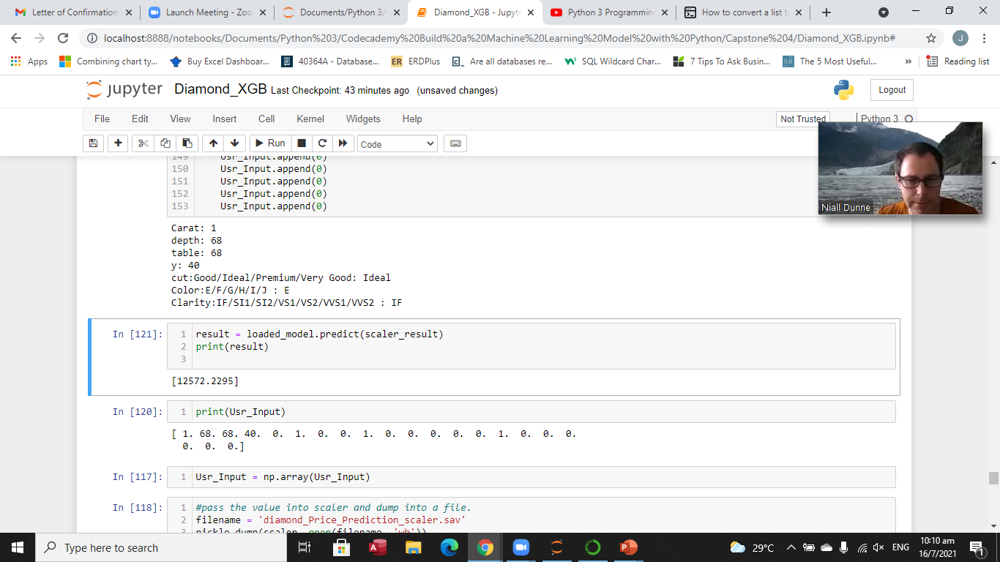 Letter of Confirmation
Launch Meeting - Zoo
Documents/Python 3/
Diamond_XGB - Jupyt
Python 3 Programmin
How to convert a list t
localhost:8888/notebooks/Documents/Python%203/Codecademy%20Build%20a%20Machine%20Learning%20Model%20with%20Python/Capstone%204/Diamond_XGB.ipynb#
J
Apps
Combining chart ty...
Buy Excel Dashboar...
40364A - Database...
ER ERDPlus
Are all databases re...
SQL Wildcard Char...
7 Tips To Ask Busin...
SB The 5 Most Useful...
»
Reading list
jupyter Diamond_XGB Last Checkpoint: 43 minutes ago (unsaved changes)
Logout
File Edit View Insert Cell Kernel Widgets Help
Not Trusted
Python 3
Run
Code
149 Usr_Input.append(0)
150 Usr_Input.append(0)
151 Usr_Input.append(0)
152 Usr_Input.append(0)
153 Usr_Input.append(0)
Niall Dunne
Carat: 1
depth: 68
table: 68
y: 40
cut:Good/Ideal/Premium/Very Good: Ideal
Color:E/F/G/H/I/J : E
Clarity:IF/SI1/SI2/VS1/VS2/VVS1/VVS2 : IF
In [121]: 1 result = loaded_model.predict(scaler_result)
2 print(result)
3
[12572.2295]
In [120]: 1 print(Usr_Input)
[ 1. 68. 68. 40. 0. 1. 0. 0. 1. 0. 0. 0. 0. 0. 1. 0. 0. 0.
0. 0. 0.]
In [117]: 1 Usr_Input = np.array(Usr_Input)
In [118]: 1 #pass the value into scaler and dump into a file.
2 filename = 'diamond_Price_Prediction_scaler.sav'
3 pickle.dump(scaler, open(filename, 'wb'))
Type here to search
29°C
ENG
10:10 am
16/7/2021
1